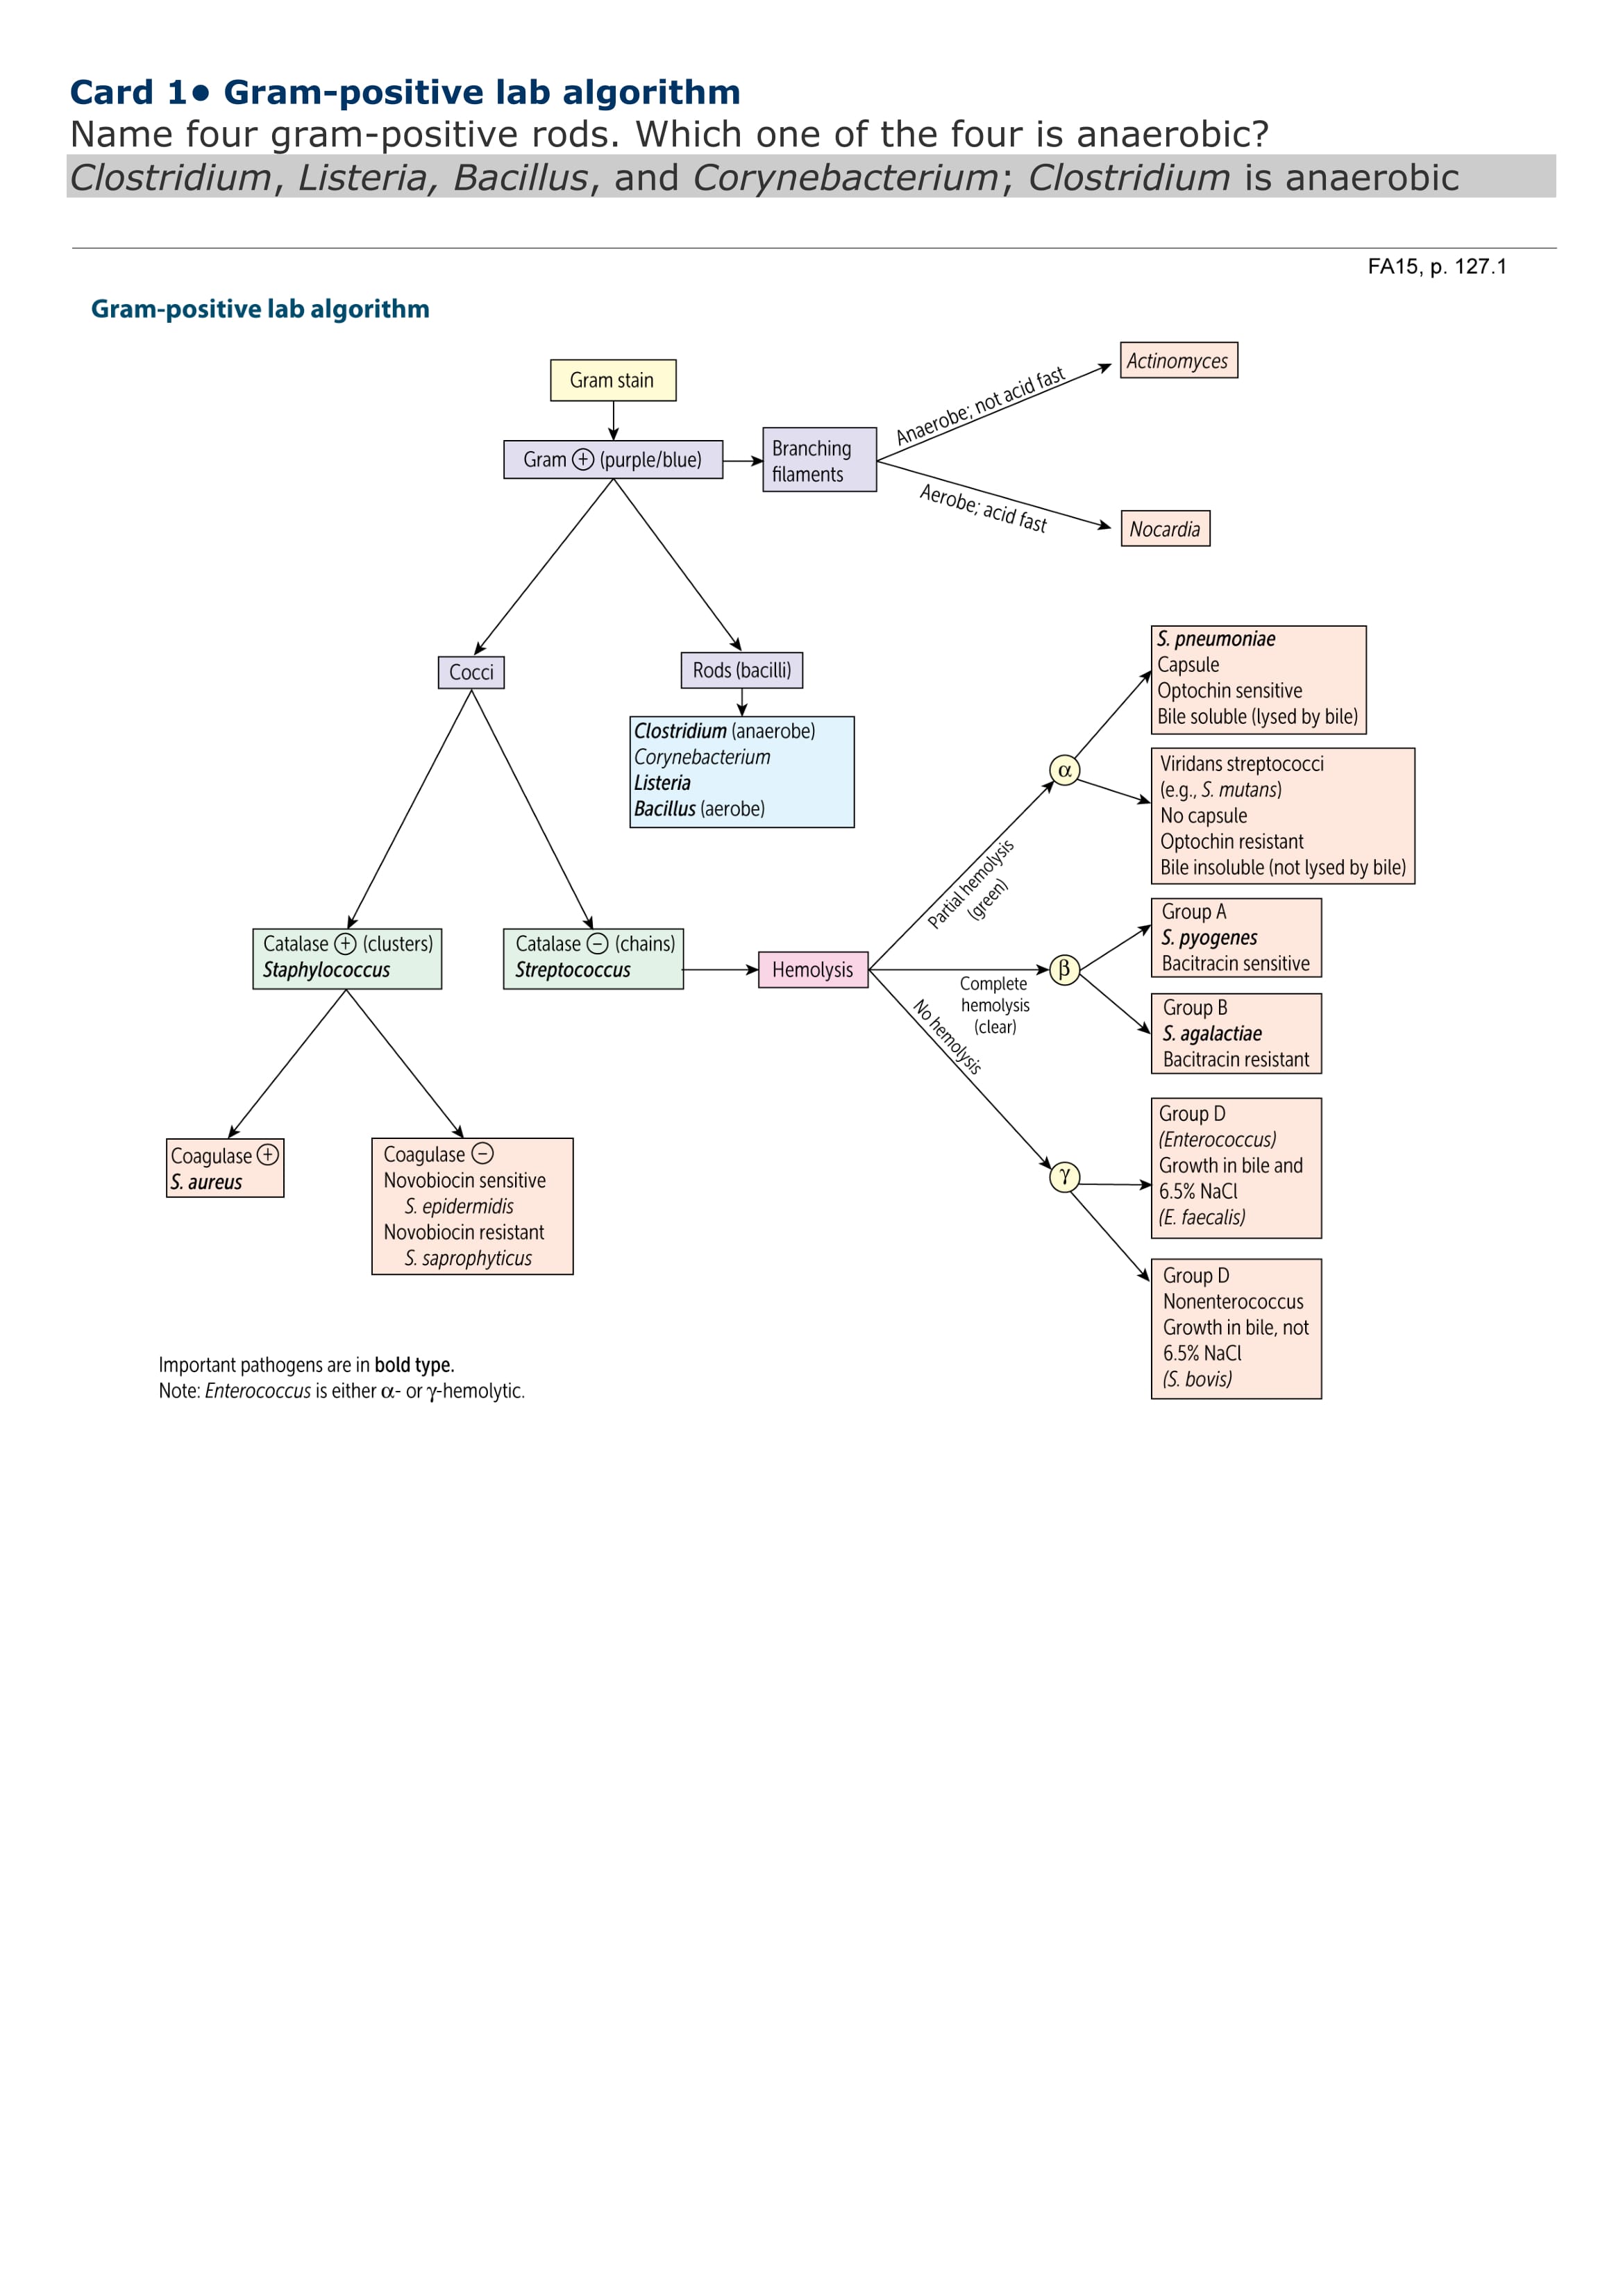 Card 1• Gram-positive lab algorithm
Name four gram-positive rods. Which one of the four is anaerobic?
Clostridium, Listeria, Bacillus, and Corynebacterium; Clostridium is anaerobic
FA15, p. 127.1
Gram-positive lab algorithm
Gram stain
Gram ⊕ (purple/blue)
Branching
filaments
Anaerobe; not acid fast
Actinomyces
Aerobe; acid fast
Nocardia
Cocci
Rods (bacilli)
Clostridium (anaerobe)
Corynebacterium
Listeria
Bacillus (aerobe)
Catalase ⊕ (clusters)
Staphylococcus
Catalase ⊖ (chains)
Streptococcus
Hemolysis
Partial hemolysis
(green)
α
S. pneumoniae
Capsule
Optochin sensitive
Bile soluble (lysed by bile)
Viridans streptococci
(e.g., S. mutans)
No capsule
Optochin resistant
Bile insoluble (not lysed by bile)
Complete
hemolysis
(clear)
β
Group A
S. pyogenes
Bacitracin sensitive
Group B
S. agalactiae
Bacitracin resistant
No hemolysis
γ
Group D
(Enterococcus)
Growth in bile and
6.5% NaCl
(E. faecalis)
Group D
Nonenterococcus
Growth in bile, not
6.5% NaCl
(S. bovis)
Coagulase ⊕
S. aureus
Coagulase ⊖
Novobiocin sensitive
S. epidermidis
Novobiocin resistant
S. saprophyticus
Important pathogens are in bold type.
Note: Enterococcus is either α- or γ-hemolytic.